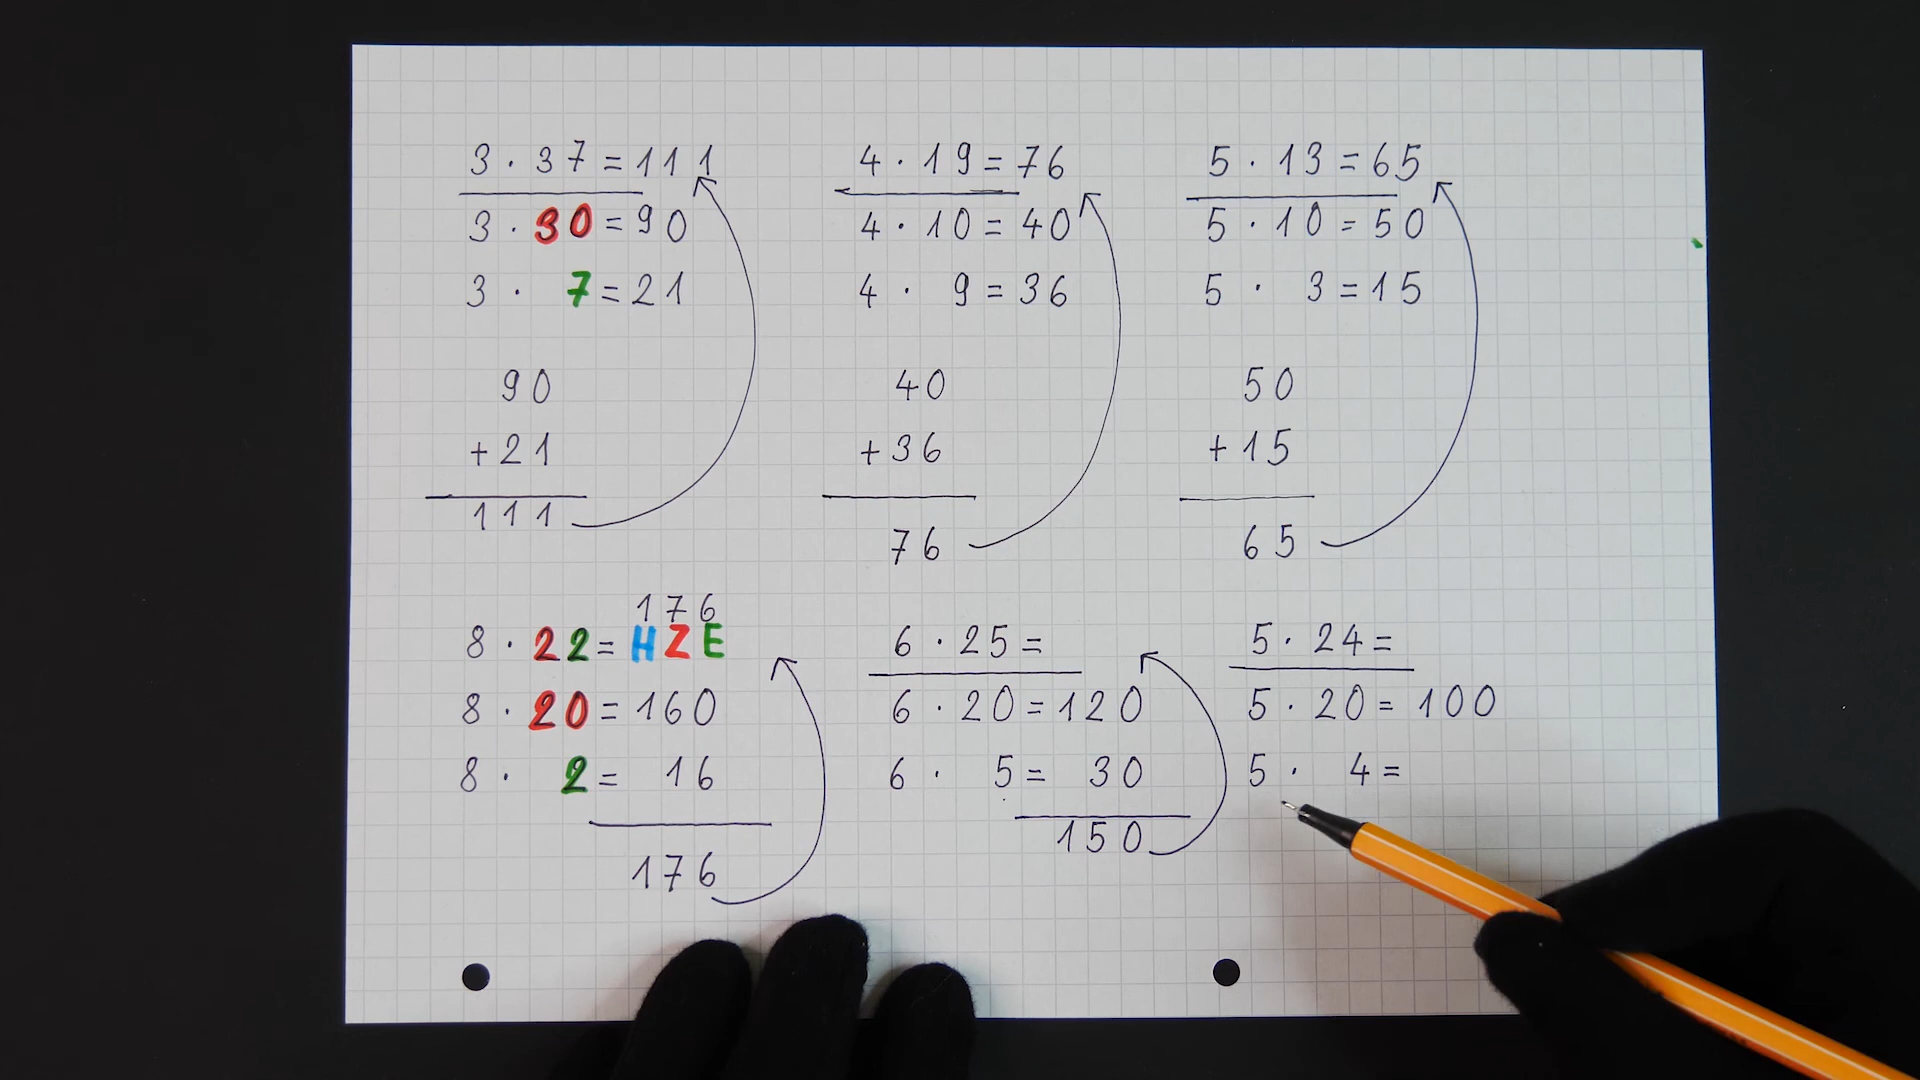 3 · 37 = 111
3 · 30 = 90
3 · 7 = 21
90
+ 21
111
4 · 19 = 76
4 · 10 = 40
4 · 9 = 36
40
+ 36
76
5 · 13 = 65
5 · 10 = 50
5 · 3 = 15
50
+ 15
65
176
8 · 22 = HZE
8 · 20 = 160
8 · 2 = 16
176
6 · 25 =
6 · 20 = 120
6 · 5 = 30
150
5 · 24 =
5 · 20 = 100
5 · 4 =